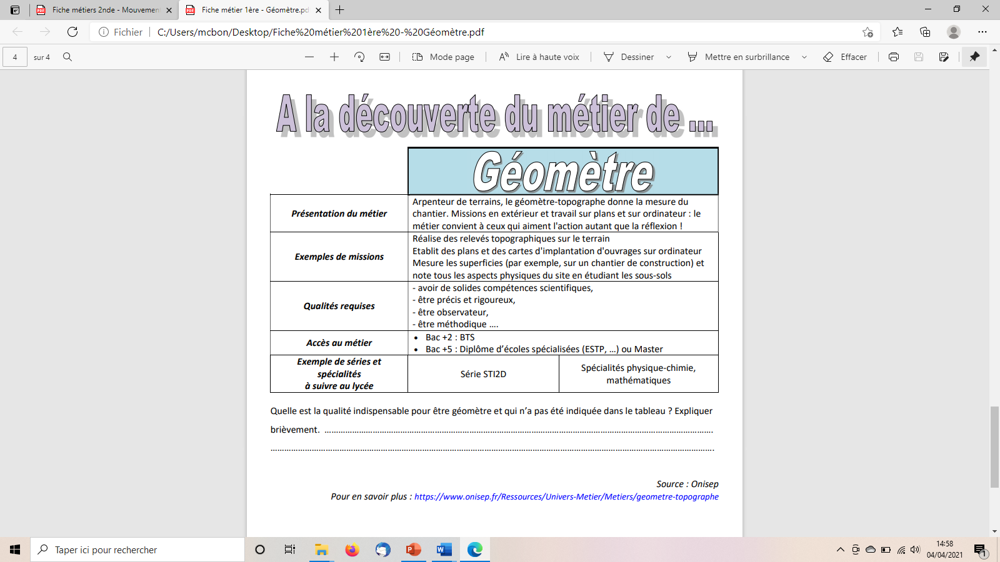 Fiche métiers 2nde - Mouvemen
Fiche métier 1ère - Géomètre.pd
Fichier
C:/Users/mcbon/Desktop/Fiche%20métier%201ère%20-%20Géomètre.pdf
4
sur 4
Mode page
Lire à haute voix
Dessiner
Mettre en surbrillance
Effacer
A la découverte du métier de ...
Géomètre
Présentation du métier
Arpenteur de terrains, le géomètre-topographe donne la mesure du
chantier. Missions en extérieur et travail sur plans et sur ordinateur : le
métier convient à ceux qui aiment l'action autant que la réflexion !
Exemples de missions
Réalise des relevés topographiques sur le terrain
Etablit des plans et des cartes d'implantation d'ouvrages sur ordinateur
Mesure les superficies (par exemple, sur un chantier de construction) et
note tous les aspects physiques du site en étudiant les sous-sols
Qualités requises
- avoir de solides compétences scientifiques,
- être précis et rigoureux,
- être observateur,
- être méthodique ....
Accès au métier
• Bac +2 : BTS
• Bac +5 : Diplôme d’écoles spécialisées (ESTP, ...) ou Master
Exemple de séries et
spécialités
à suivre au lycée
Série STI2D
Spécialités physique-chimie,
mathématiques
Quelle est la qualité indispensable pour être géomètre et qui n’a pas été indiquée dans le tableau ? Expliquer
brièvement. ……………………………………………………………………………………………………………………………………………………….
…………………………………………………………………………………………………………………………………………………………………………….
Source : Onisep
Pour en savoir plus : https://www.onisep.fr/Ressources/Univers-Metier/Metiers/geometre-topographe
Taper ici pour rechercher
14:58
04/04/2021
1